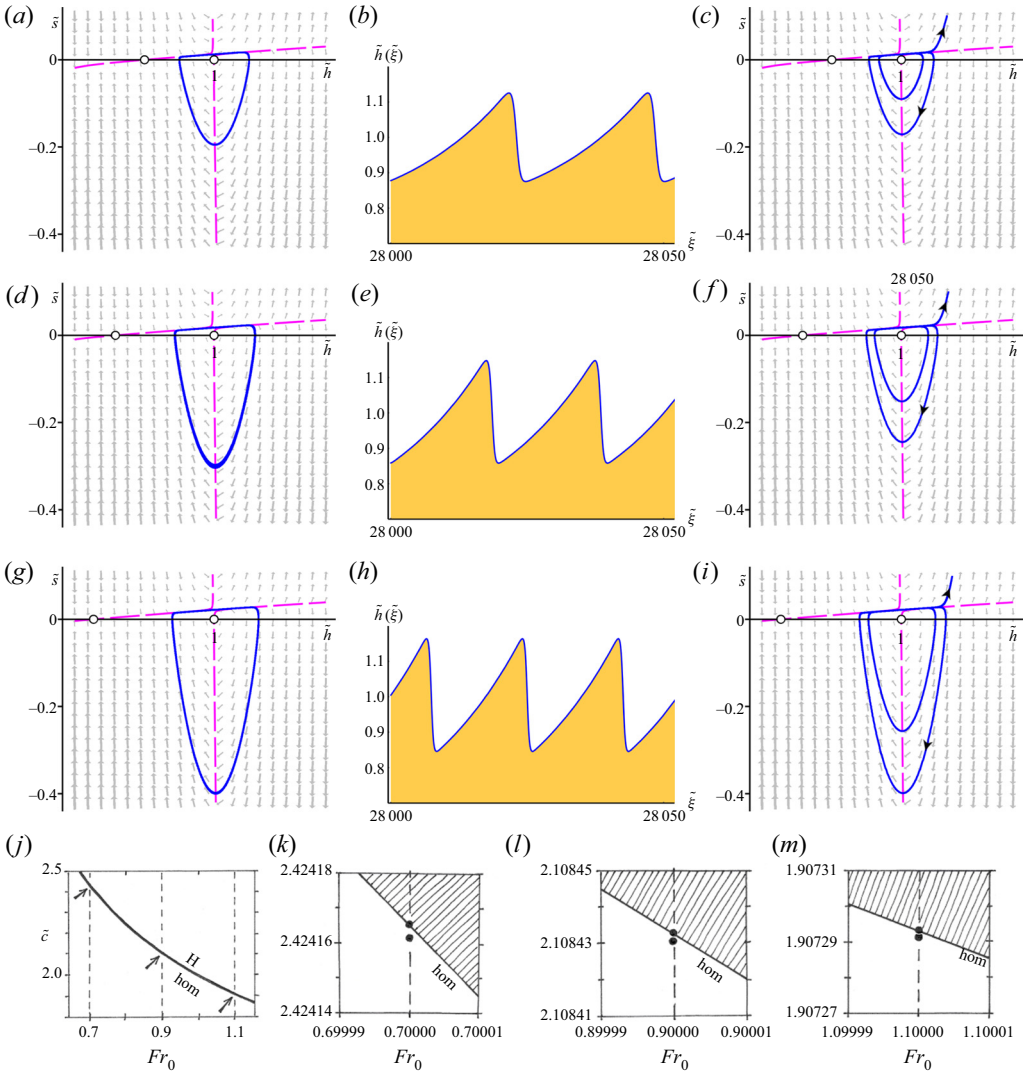 (a)
s̃
0
−0.2
−0.4
1
h̃
(b)
h̃(ξ̃)
1.1
1.0
0.9
0.8
28 000
28 050
ξ̃
(c)
s̃
0
−0.2
−0.4
1
h̃
(d)
s̃
0
−0.2
−0.4
1
h̃
(e)
h̃(ξ̃)
1.1
1.0
0.9
0.8
28 000
28 050
ξ̃
(f)
28 050
s̃
0
−0.2
−0.4
1
h̃
(g)
s̃
0
−0.2
−0.4
1
h̃
(h)
h̃(ξ̃)
1.1
1.0
0.9
0.8
28 000
28 050
ξ̃
(i)
s̃
0
−0.2
−0.4
1
h̃
(j)
2.5
c̃
2.0
H
hom
0.7
0.9
1.1
Fr₀
(k)
2.42418
2.42416
2.42414
hom
0.69999
0.70000
0.70001
Fr₀
(l)
2.10845
2.10843
2.10841
hom
0.89999
0.90000
0.90001
Fr₀
(m)
1.90731
1.90729
1.90727
hom
1.09999
1.10000
1.10001
Fr₀